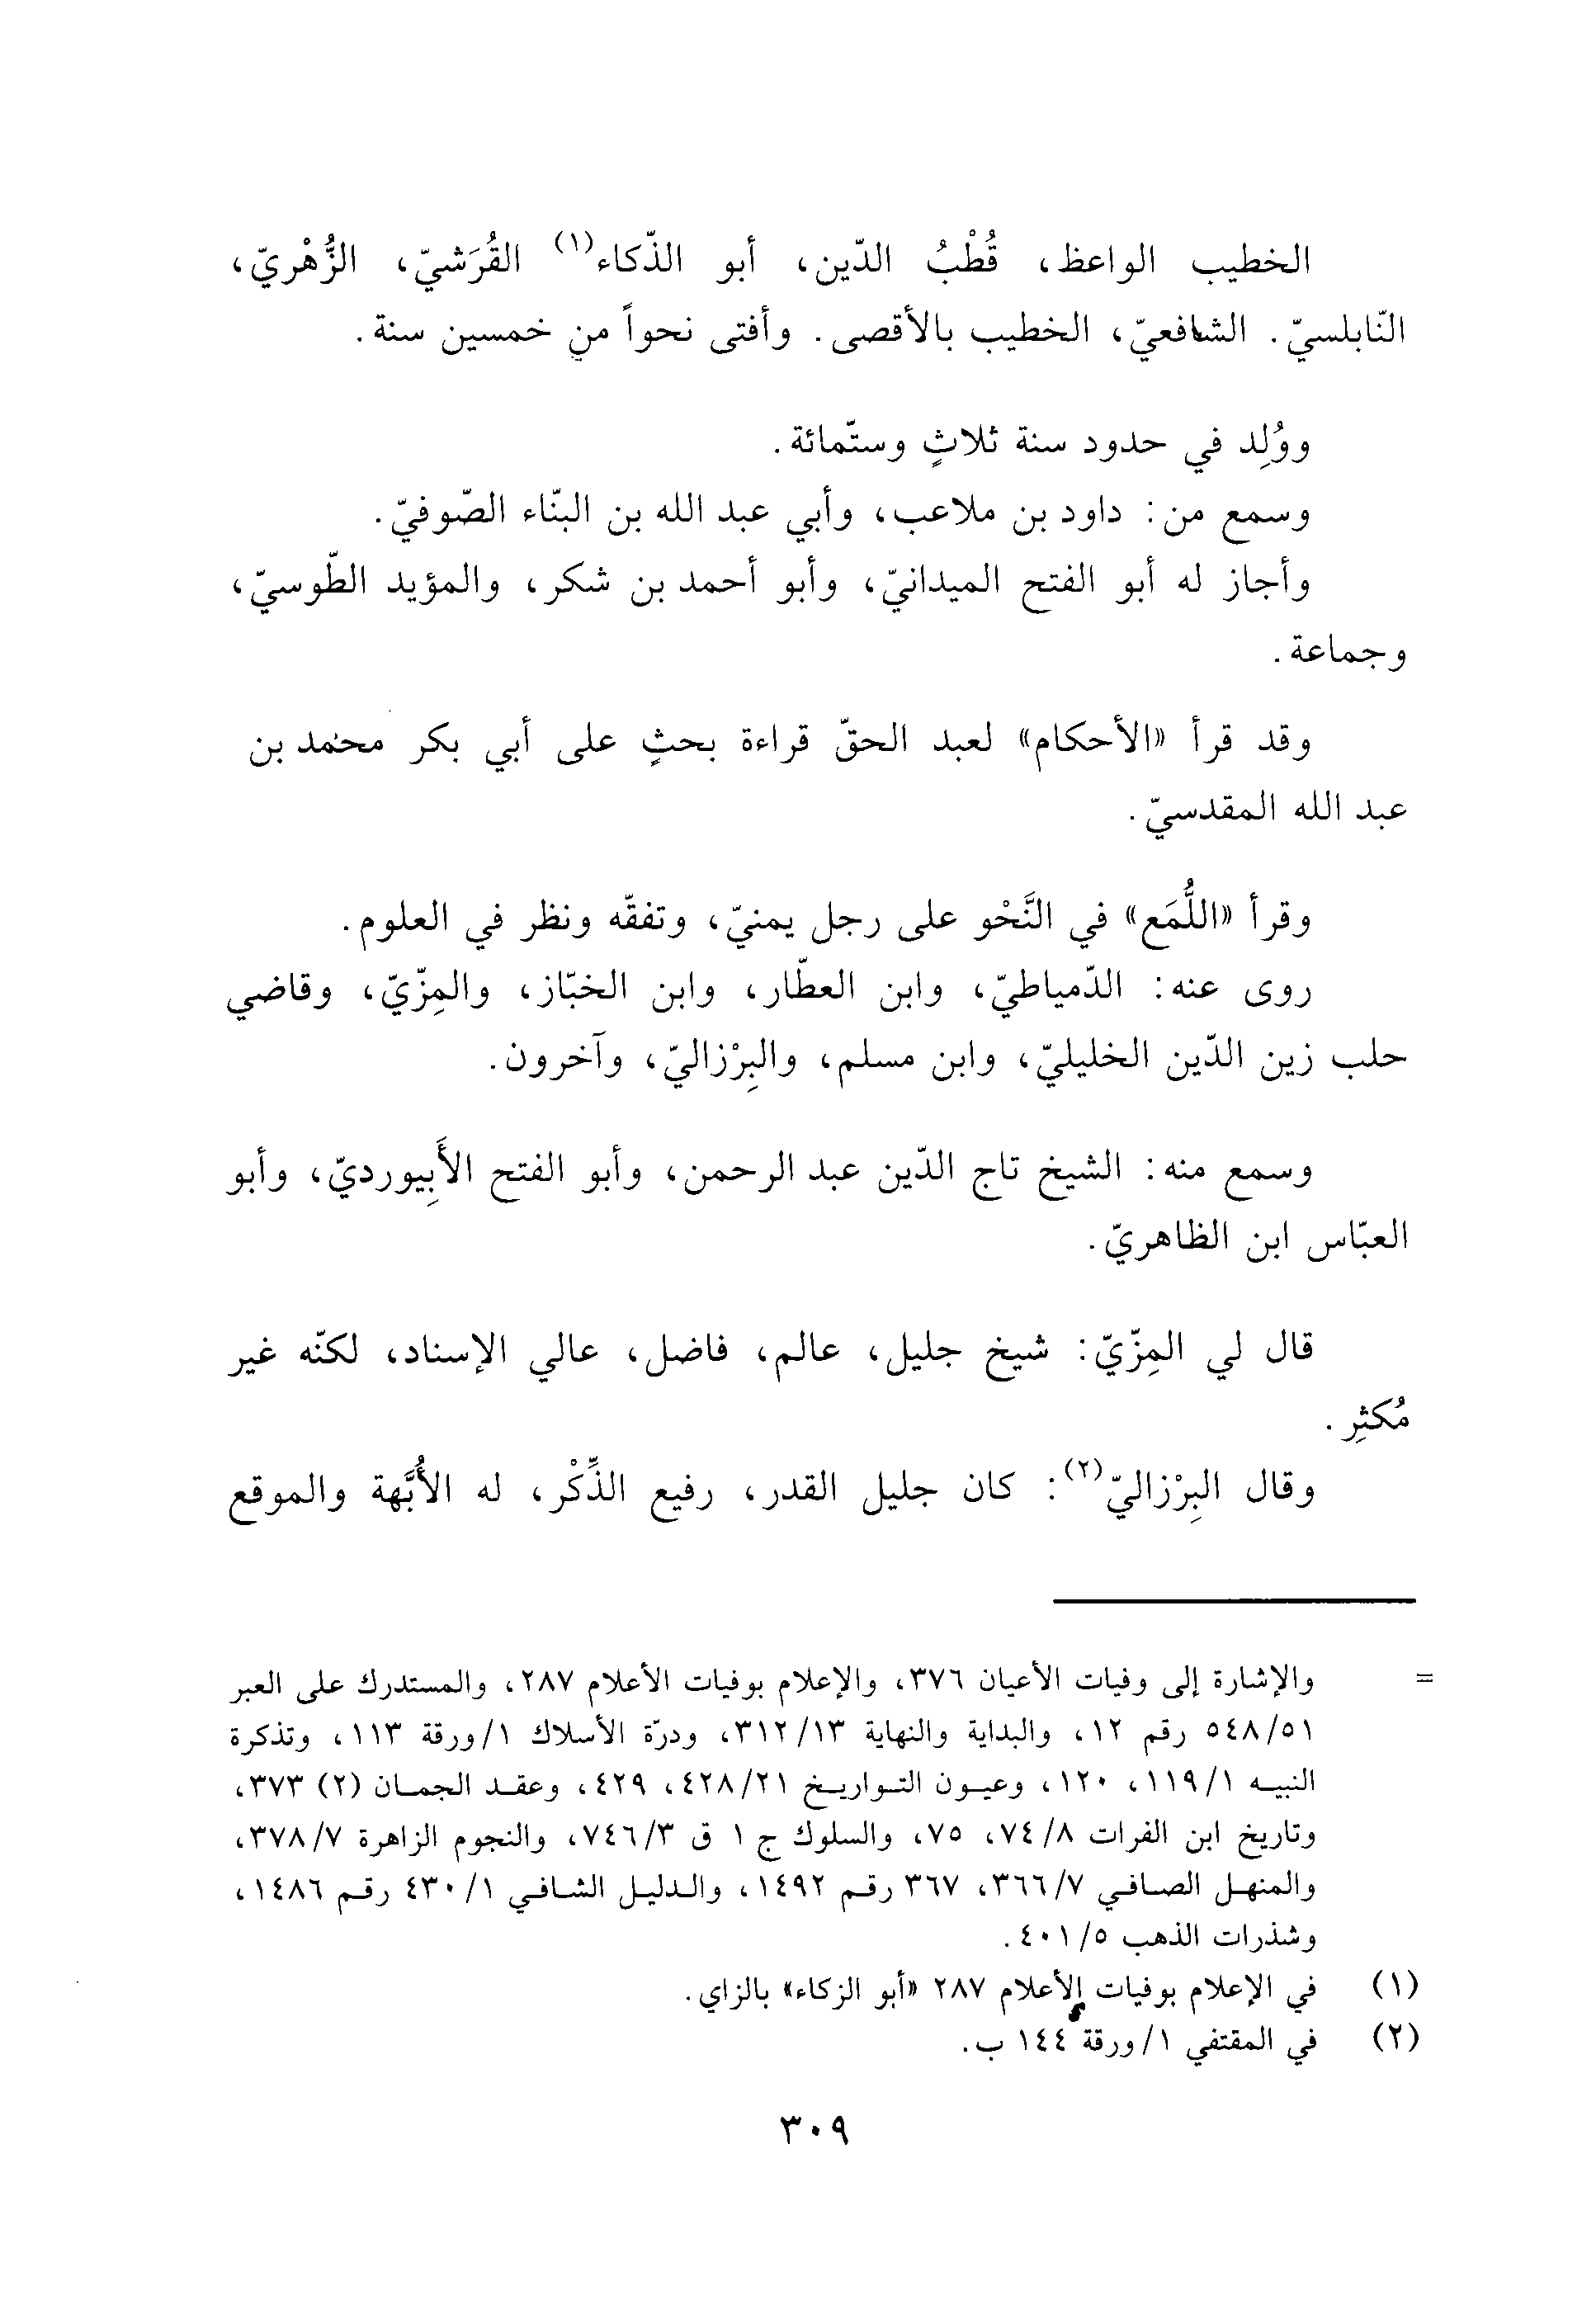 الخطيب الواعظ، قُطْبُ الدّين، أبو الذّكاء(١) القُرَشيّ، الزُّهْريّ،
النّابلسيّ. الشافعيّ، الخطيب بالأقصى. وأفتى نحواً من خمسين سنة.
ووُلِد في حدود سنة ثلاثٍ وستّمائة.
وسمع من: داود بن ملاعب، وأبي عبد الله بن البنّاء الصّوفيّ.
وأجاز له أبو الفتح الميدانيّ، وأبو أحمد بن شكر، والمؤيد الطّوسيّ،
وجماعة.
وقد قرأ «الأحكام» لعبد الحقّ قراءة بحثٍ على أبي بكر محمد بن
عبد الله المقدسيّ.
وقرأ «اللُّمَع» في النَّحْو على رجل يمنيّ، وتفقّه ونظر في العلوم.
روى عنه: الدّمياطيّ، وابن العطّار، وابن الخبّاز، والمِزّيّ، وقاضي
حلب زين الدّين الخليليّ، وابن مسلم، والبِرْزاليّ، وآخرون.
وسمع منه: الشيخ تاج الدّين عبد الرحمن، وأبو الفتح الأَبِيورديّ، وأبو
العبّاس ابن الظاهريّ.
قال لي المِزّيّ: شيخ جليل، عالم، فاضل، عالي الإسناد، لكنّه غير
مُكثِر.
وقال البِرْزاليّ(٢): كان جليل القدر، رفيع الذِّكْر، له الأُبَّهة والموقع
= والإشارة إلى وفيات الأعيان ٣٧٦، والإعلام بوفيات الأعلام ٢٨٧، والمستدرك على العبر
٥٤٨/٥١ رقم ١٢، والبداية والنهاية ٣١٢/١٣، ودرّة الأسلاك ١/ورقة ١١٣، وتذكرة
النبيه ١١٩/١، ١٢٠، وعيون التواريخ ٤٢٨/٢١، ٤٢٩، وعقد الجمان (٢) ٣٧٣،
وتاريخ ابن الفرات ٧٤/٨، ٧٥، والسلوك ج ١ ق ٧٤٦/٣، والنجوم الزاهرة ٣٧٨/٧،
والمنهل الصافي ٣٦٦/٧، ٣٦٧ رقم ١٤٩٢، والدليل الشافي ٤٣٠/١ رقم ١٤٨٦،
وشذرات الذهب ٤٠١/٥.
(١) في الإعلام بوفيات الأعلام ٢٨٧ «أبو الزكاء» بالزاي.
(٢) في المقتفي ١/ورقة ١٤٤ ب.
٣٠٩